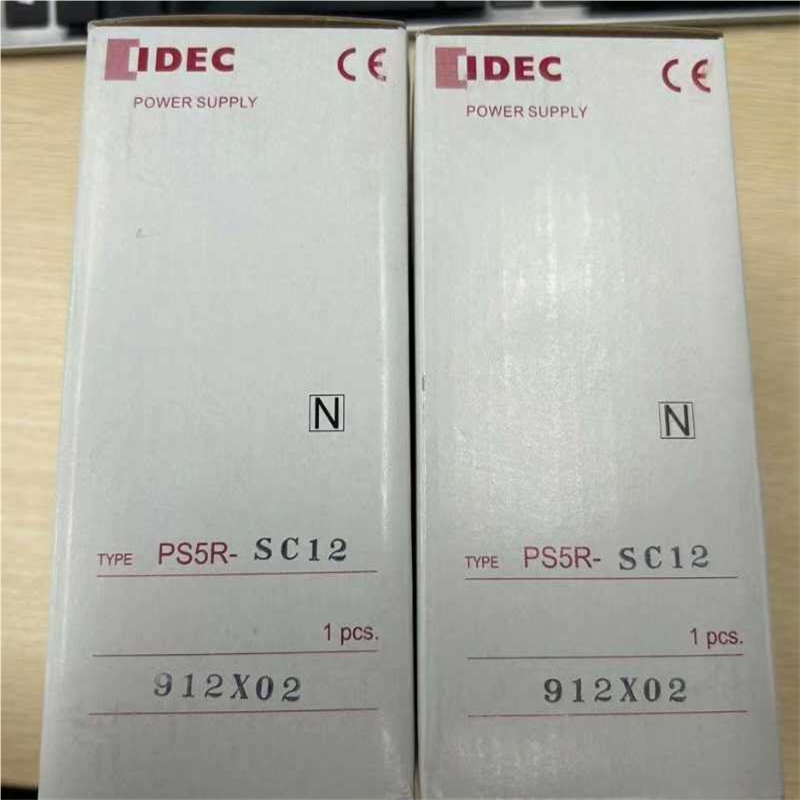 IDEC CE
POWER SUPPLY
N
TYPE PS5R- SC12
1 pcs.
912X02
IDEC CE
POWER SUPPLY
N
TYPE PS5R- SC12
1 pcs.
912X02